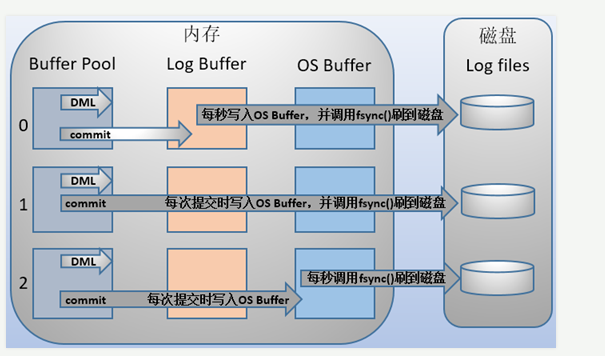 内存
磁盘
Buffer Pool
Log Buffer
OS Buffer
Log files
0
DML
commit
每秒写入OS Buffer，并调用fsync()刷到磁盘
1
DML
commit
每次提交时写入OS Buffer，并调用fsync()刷到磁盘
2
DML
每秒调用fsync()刷到磁盘
commit
每次提交时写入OS Buffer